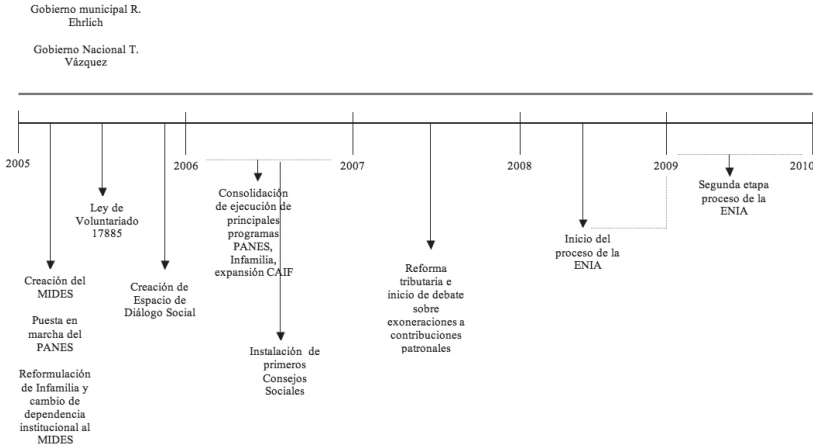 Gobierno municipal R.
Ehrlich
Gobierno Nacional T.
Vázquez
2005
2006
2007
2008
2009
2010
Creación del
MIDES
Puesta en
marcha del
PANES
Reformulación
de Infamilia y
cambio de
dependencia
institucional al
MIDES
Ley de
Voluntariado
17885
Creación de
Espacio de
Diálogo Social
Consolidación
de ejecución de
principales
programas
PANES,
Infamilia,
expansión CAIF
Instalación de
primeros
Consejos
Sociales
Reforma
tributaria e
inicio de debate
sobre
exoneraciones a
contribuciones
patronales
Inicio del
proceso de la
ENIA
Segunda etapa
proceso de la
ENIA